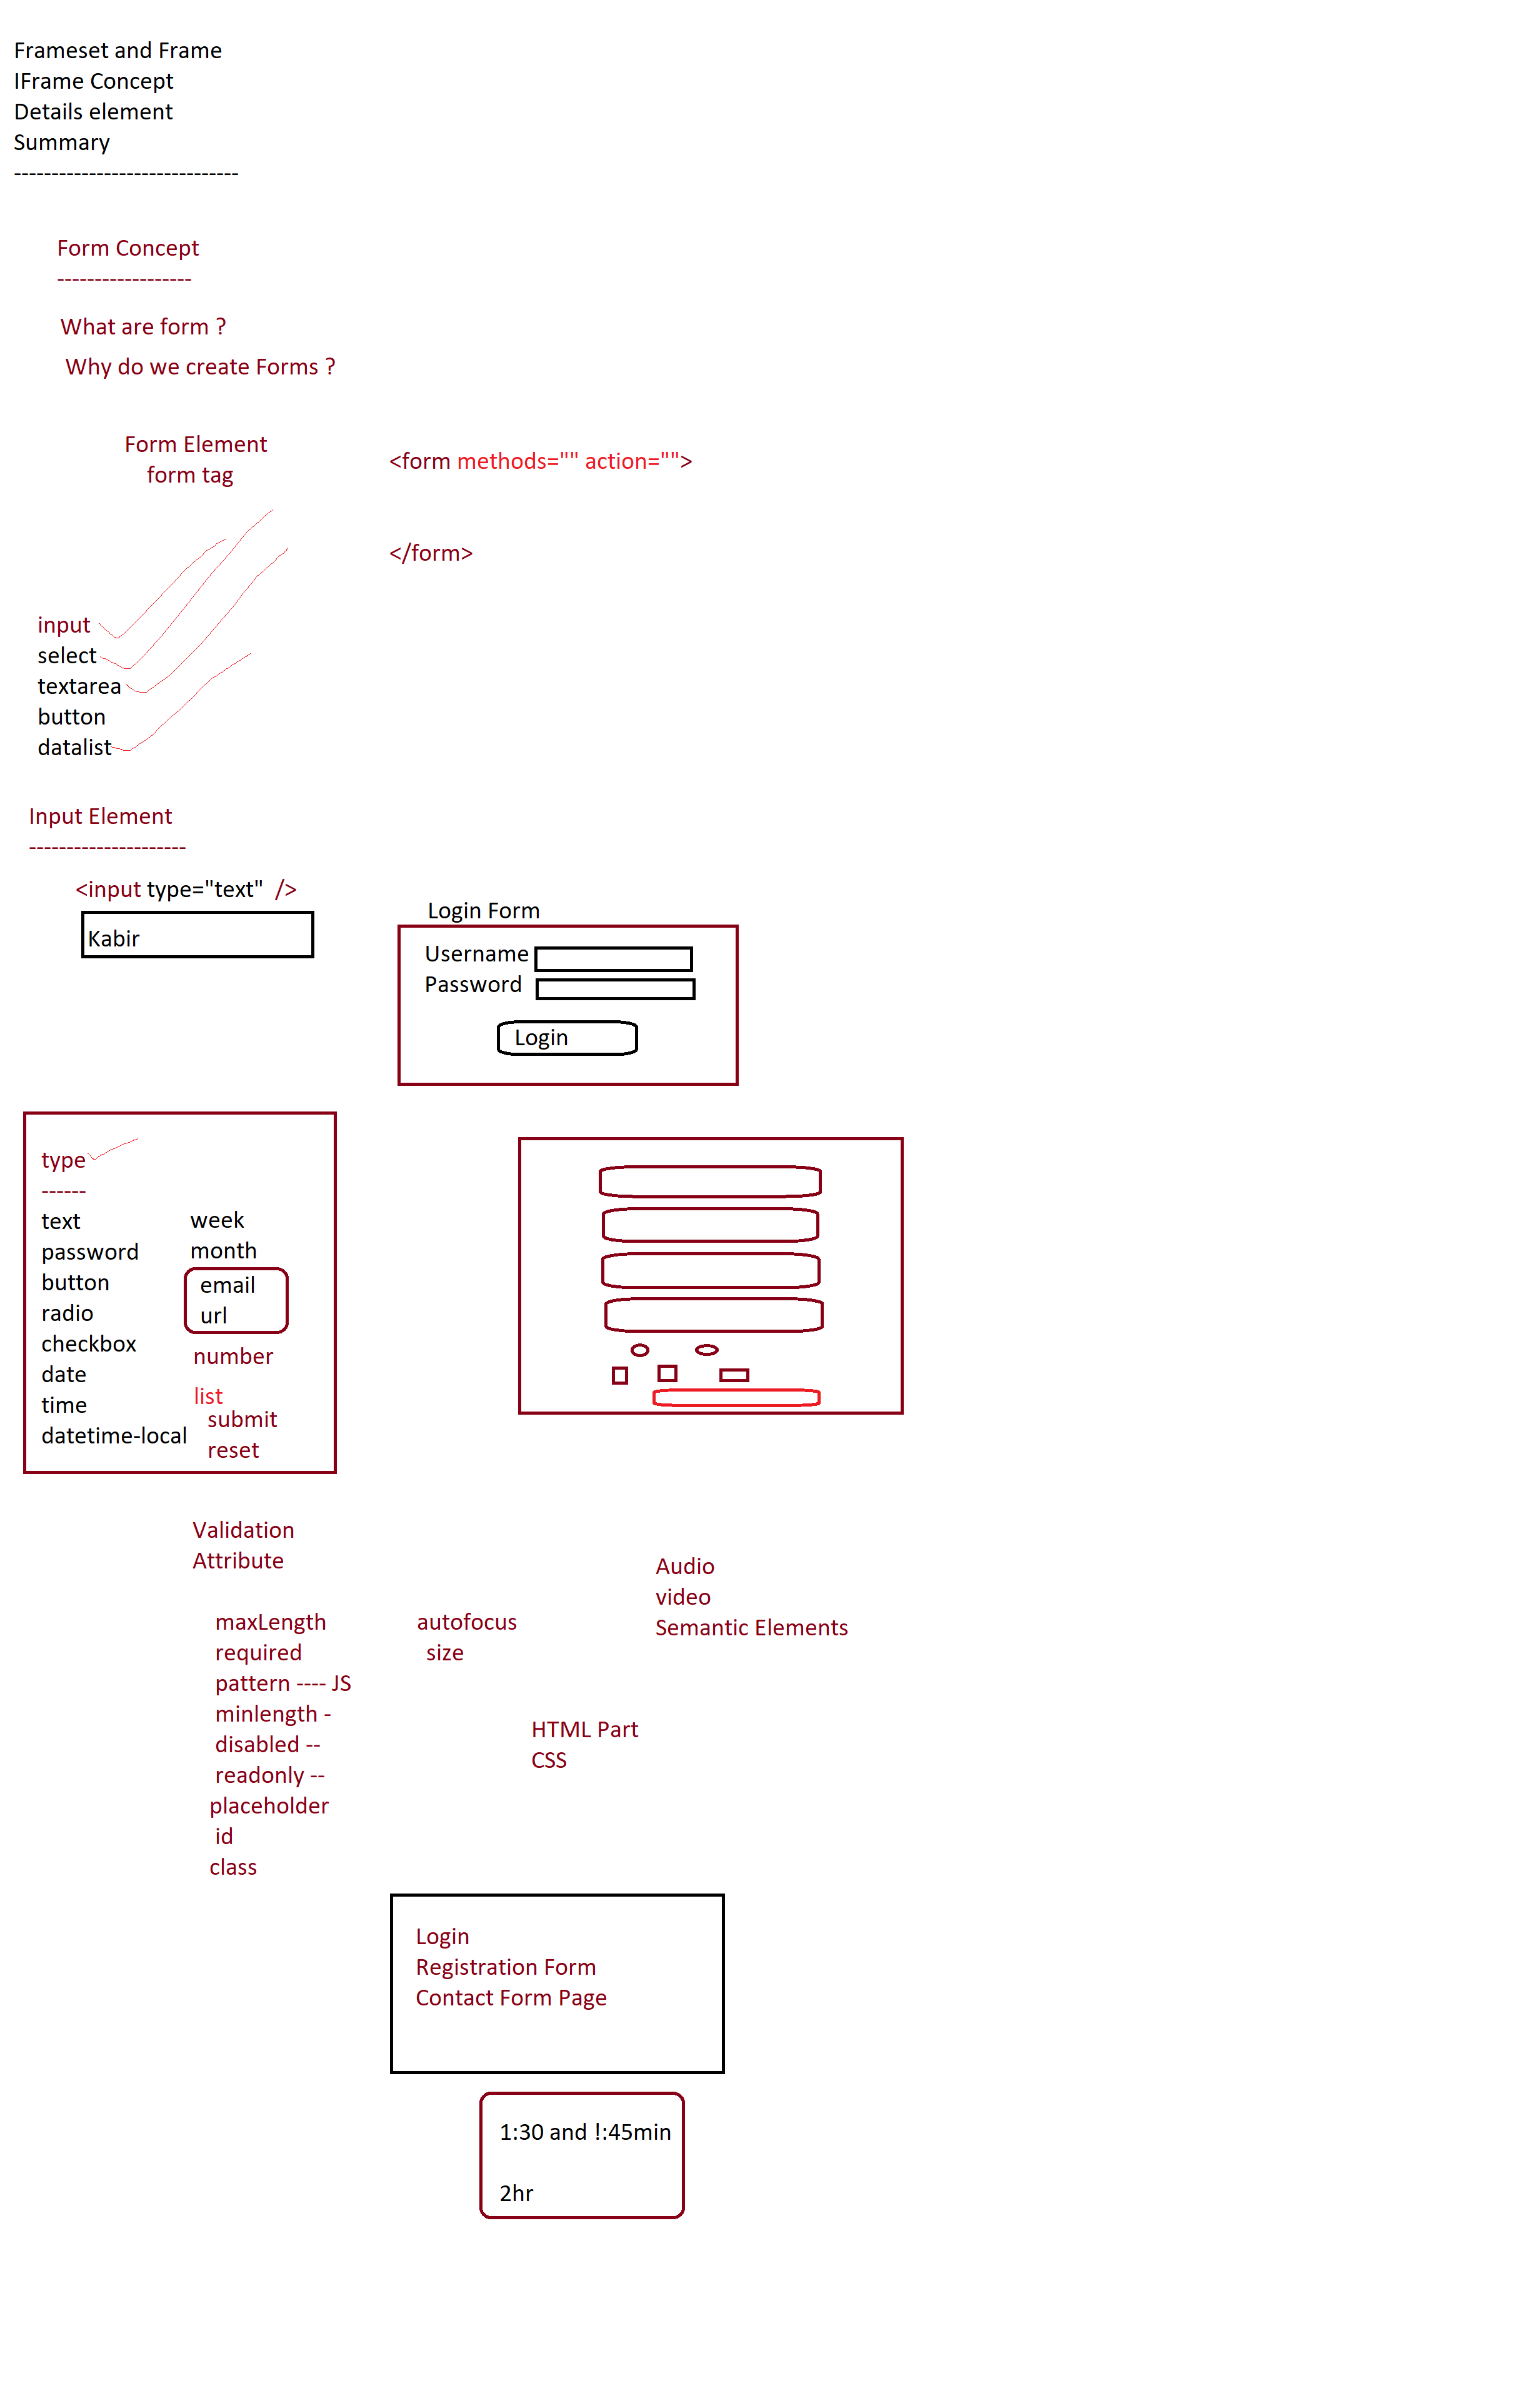 Frameset and Frame
IFrame Concept
Details element
Summary
------------------------------
Form Concept
------------------
What are form ?
Why do we create Forms ?
Form Element
form tag
<form methods="" action="">
</form>
input
select
textarea
button
datalist
Input Element
---------------------
<input type="text"  />
Kabir
Login Form
Username
Password
Login
type
------
text
password
button
radio
checkbox
date
time
datetime-local
week
month
email
url
number
list
submit
reset
Validation
Attribute
maxLength
required
pattern ---- JS
minlength -
disabled --
readonly --
placeholder
id
class
autofocus
size
Audio
video
Semantic Elements
HTML Part
CSS
Login
Registration Form
Contact Form Page
1:30 and !:45min
2hr